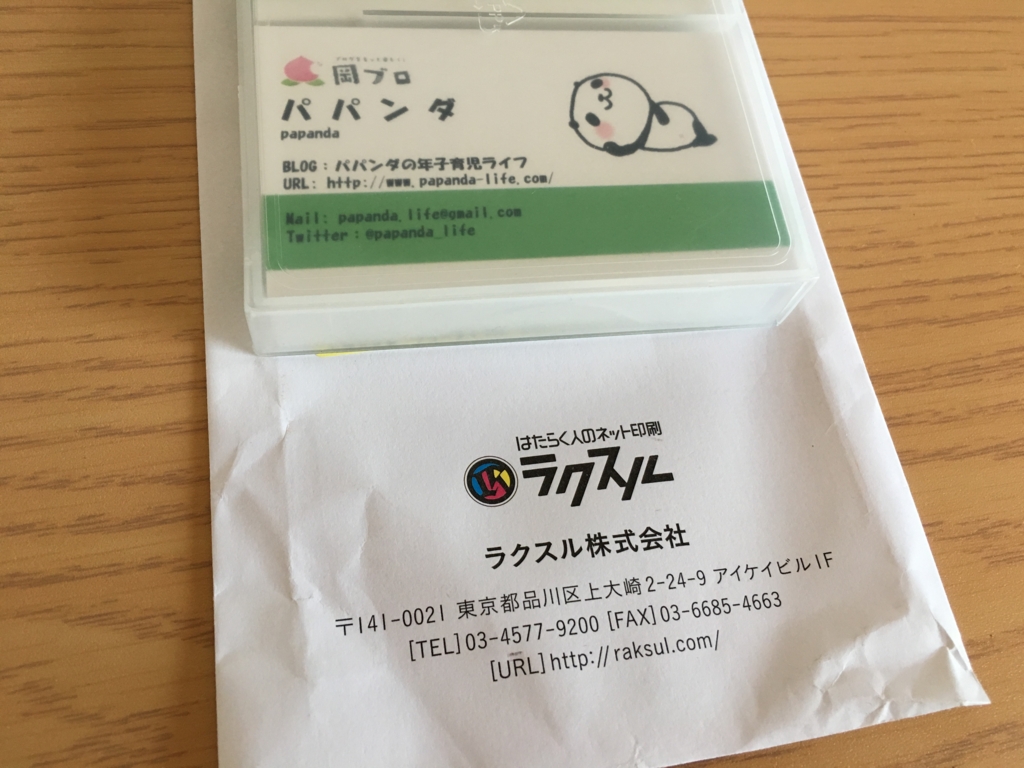 岡ブロ
パパンダ
papanda
BLOG：パパンダの年子育児ライフ
URL: http://www.papanda-life.com/
Mail: papanda.life@gmail.com
Twitter：@papanda_life
はたらく人のネット印刷
ラクスル
ラクスル株式会社
〒141-0021 東京都品川区上大崎2-24-9 アイケイビル1F
[TEL]03-4577-9200 [FAX]03-6685-4663
[URL]http://raksul.com/